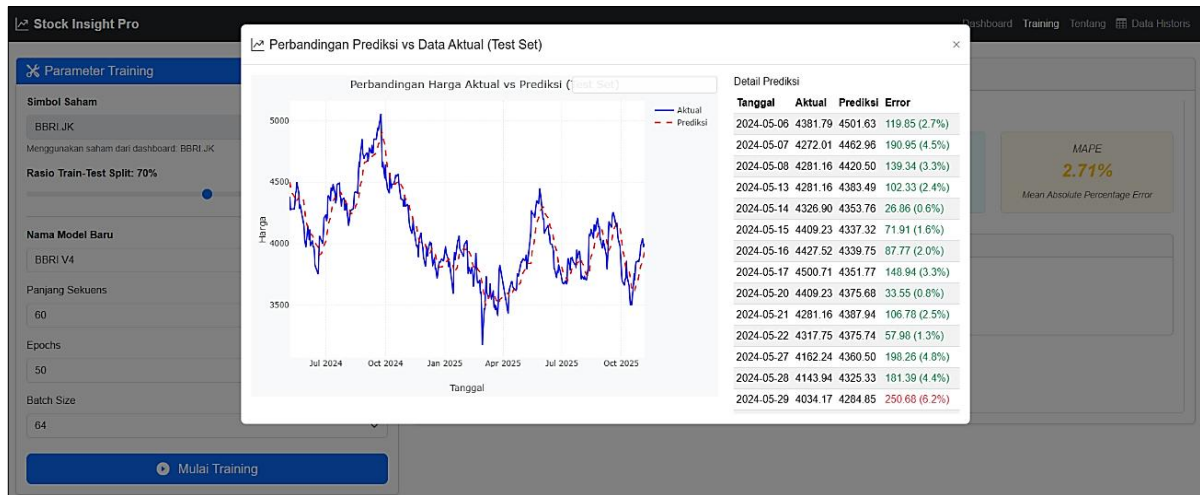 Stock Insight Pro
Dashboard Training Tentang Data Historis
Parameter Training
Simbol Saham
BBRI.JK
Menggunakan saham dari dashboard: BBRI.JK
Rasio Train-Test Split: 70%
Nama Model Baru
BBRI V4
Panjang Sekuens
60
Epochs
50
Batch Size
64
Mulai Training
Perbandingan Prediksi vs Data Aktual (Test Set)
×
Perbandingan Harga Aktual vs Prediksi (Test Set)
Aktual
Prediksi
Harga
5000
4500
4000
3500
Jul 2024 Oct 2024 Jan 2025 Apr 2025 Jul 2025 Oct 2025
Tanggal
Detail Prediksi
Tanggal Aktual Prediksi Error
2024-05-06 4381.79 4501.63 119.85 (2.7%)
2024-05-07 4272.01 4462.96 190.95 (4.5%)
2024-05-08 4281.16 4420.50 139.34 (3.3%)
2024-05-13 4281.16 4383.49 102.33 (2.4%)
2024-05-14 4326.90 4353.76 26.86 (0.6%)
2024-05-15 4409.23 4337.32 71.91 (1.6%)
2024-05-16 4427.52 4339.75 87.77 (2.0%)
2024-05-17 4500.71 4351.77 148.94 (3.3%)
2024-05-20 4409.23 4375.68 33.55 (0.8%)
2024-05-21 4281.16 4387.94 106.78 (2.5%)
2024-05-22 4317.75 4375.74 57.98 (1.3%)
2024-05-27 4162.24 4360.50 198.26 (4.8%)
2024-05-28 4143.94 4325.33 181.39 (4.4%)
2024-05-29 4034.17 4284.85 250.68 (6.2%)
MAPE
2.71%
Mean Absolute Percentage Error